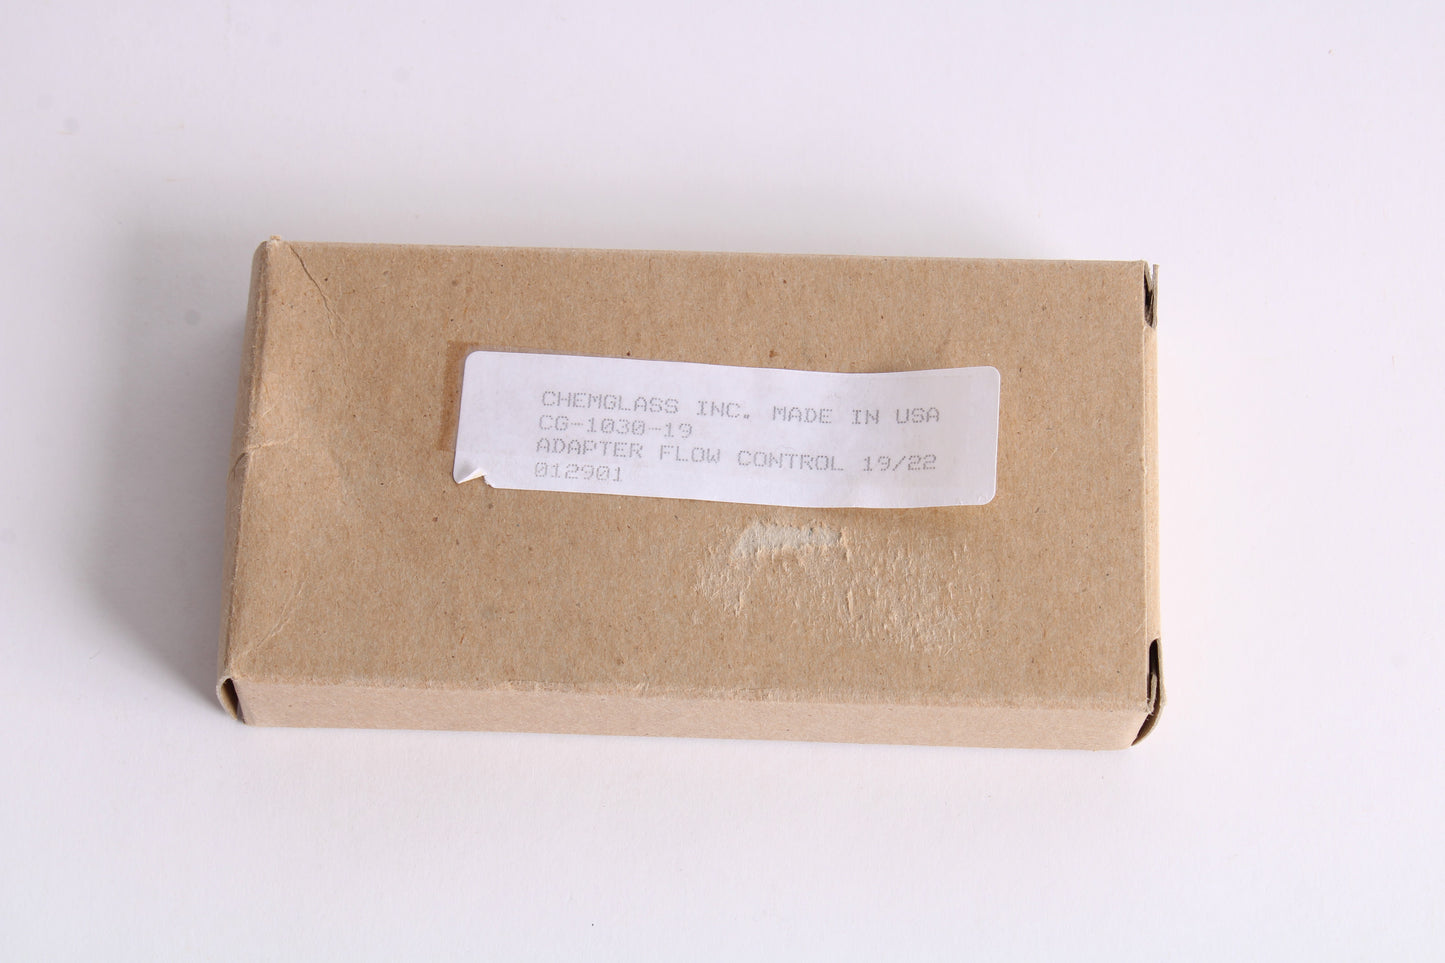 CHEMGLASS INC. MADE IN USA
CG-1030-19
ADAPTER FLOW CONTROL 19/22
012901